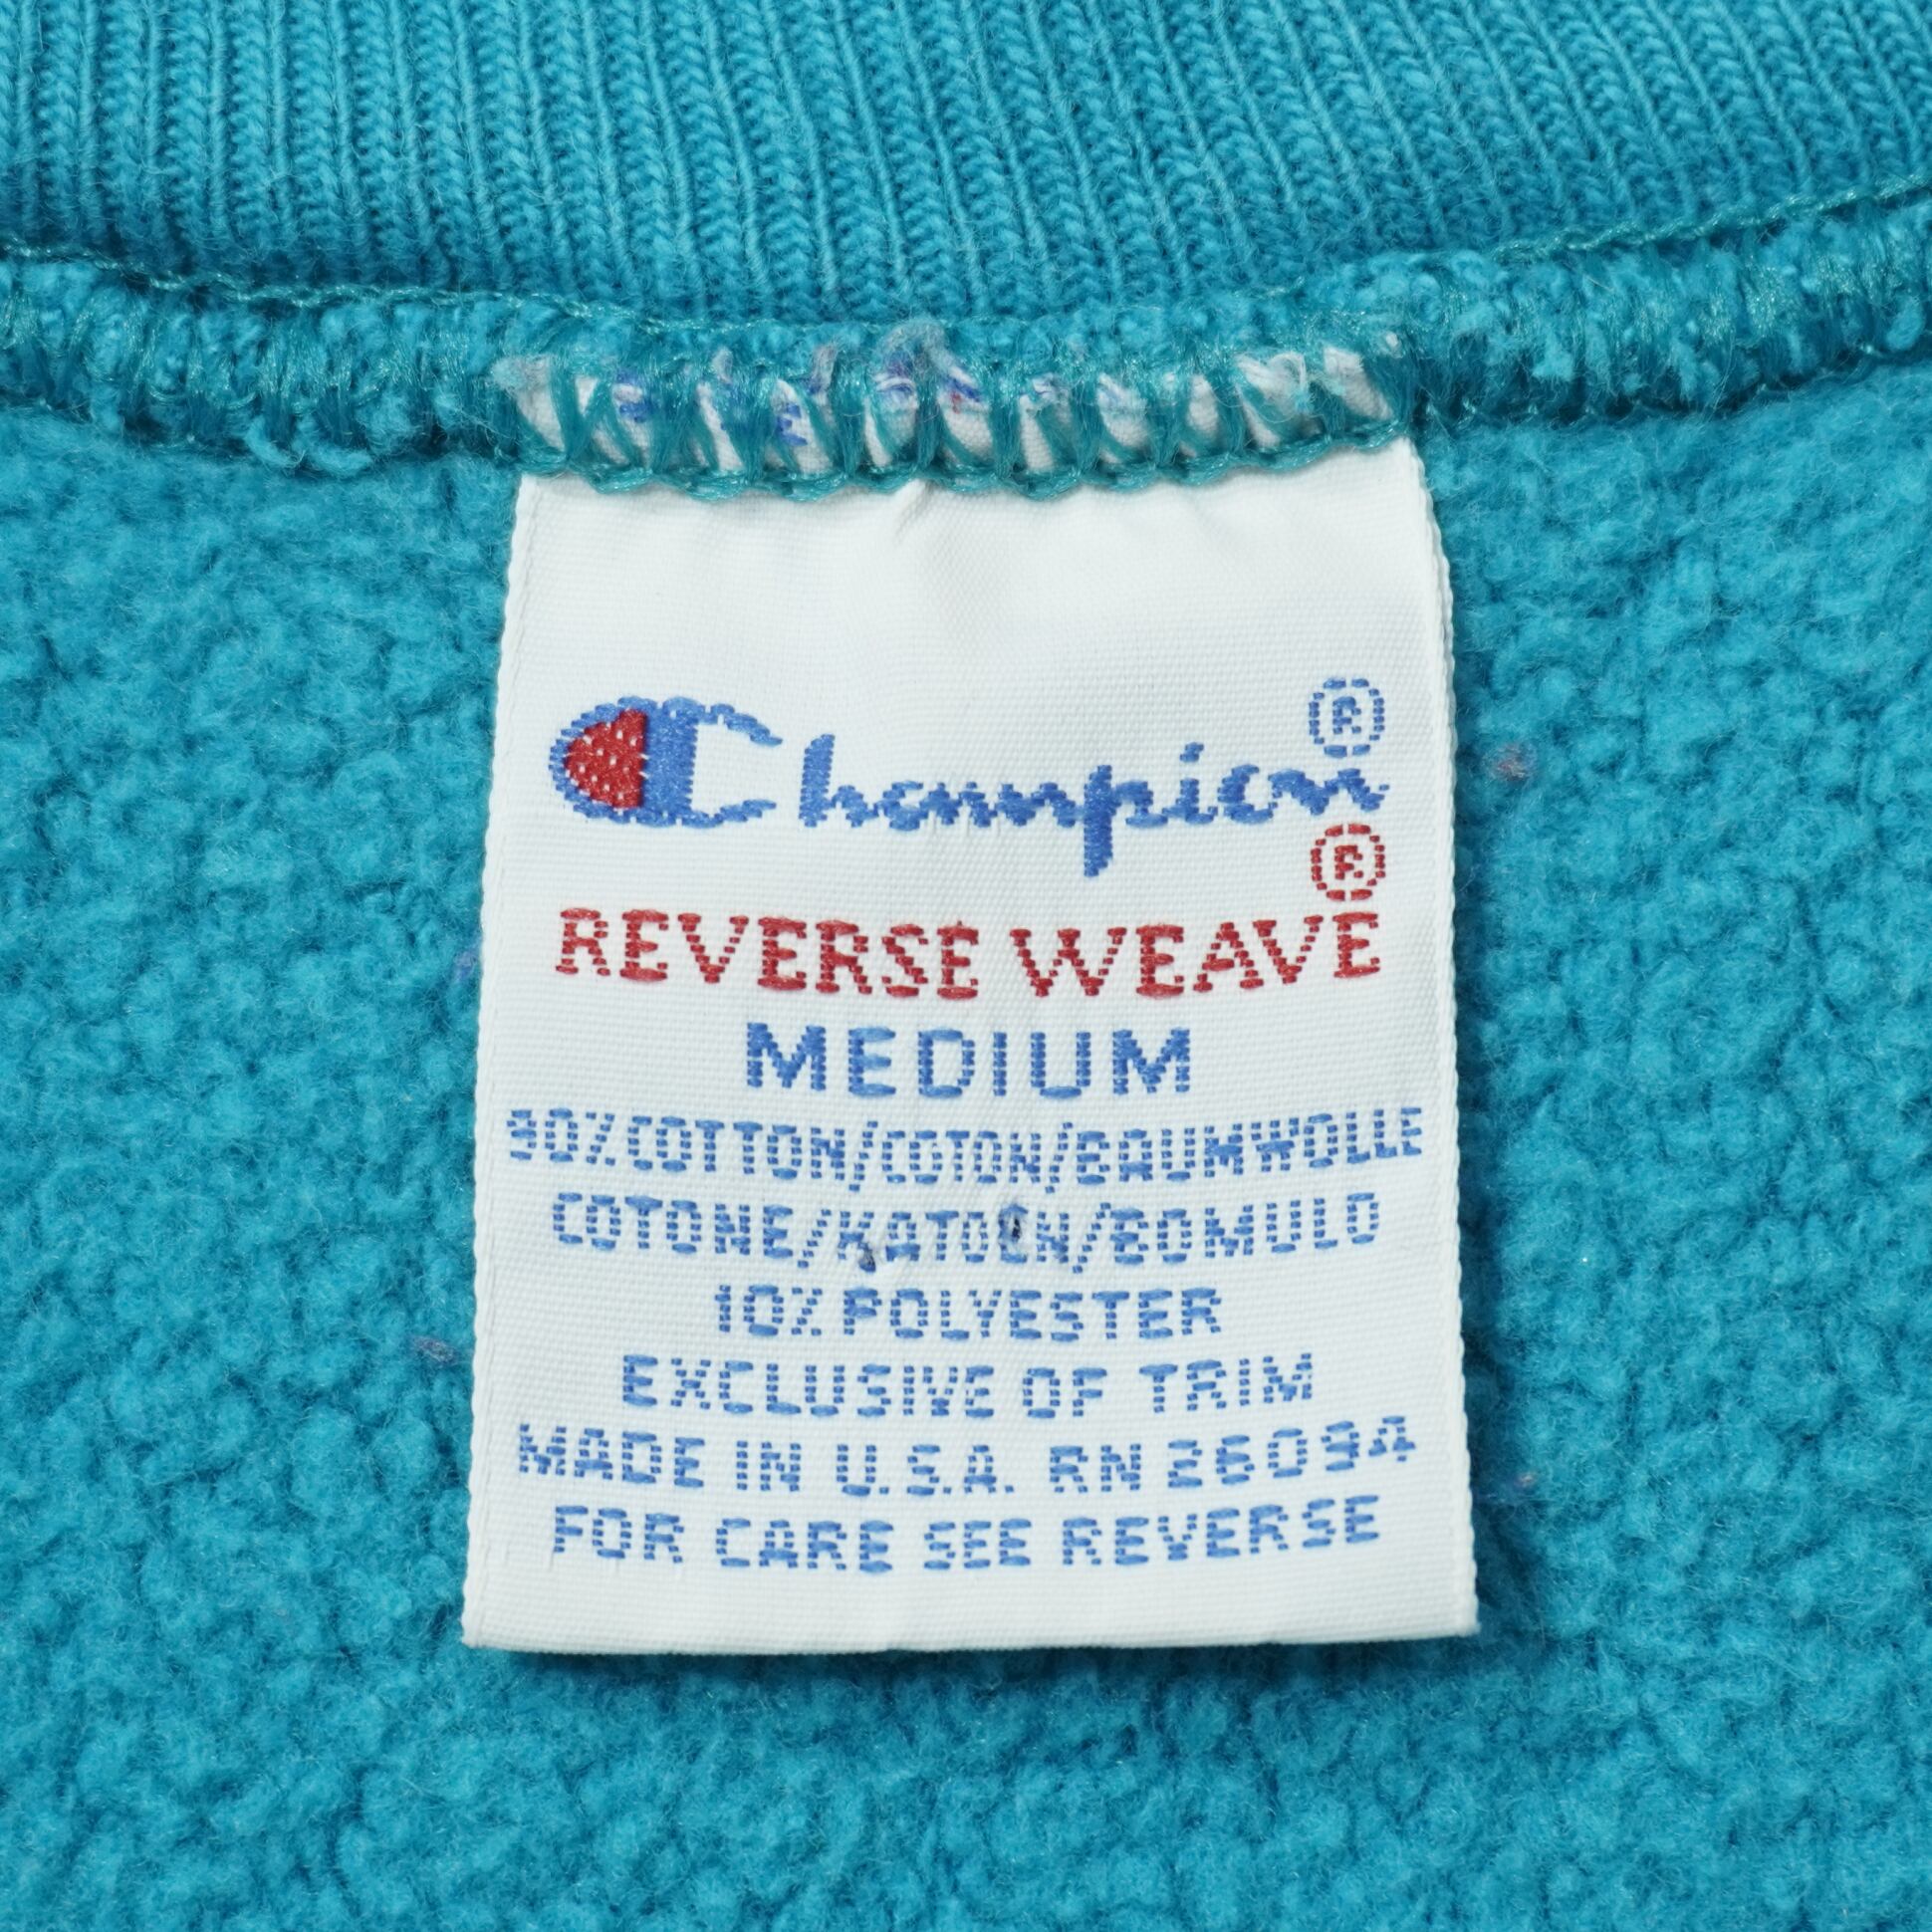 Champion®
REVERSE WEAVE®
MEDIUM
90% COTTON/COTON/BAUMWOLLE
COTONE/KATOEN/BOMULD
10% POLYESTER
EXCLUSIVE OF TRIM
MADE IN U.S.A. RN 26094
FOR CARE SEE REVERSE